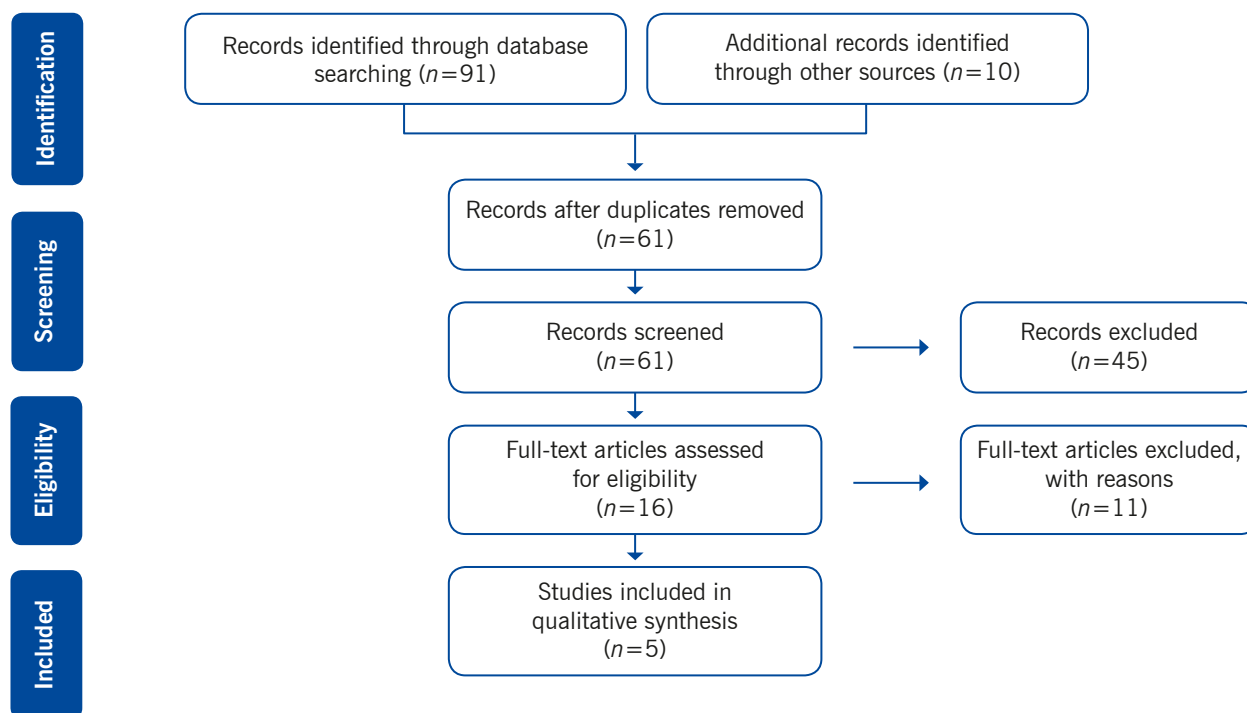 Identification
Records identified through database
searching (n=91)
Additional records identified
through other sources (n=10)
Screening
Records after duplicates removed
(n=61)
Records screened
(n=61)
Records excluded
(n=45)
Eligibility
Full-text articles assessed
for eligibility
(n=16)
Full-text articles excluded,
with reasons
(n=11)
Included
Studies included in
qualitative synthesis
(n=5)